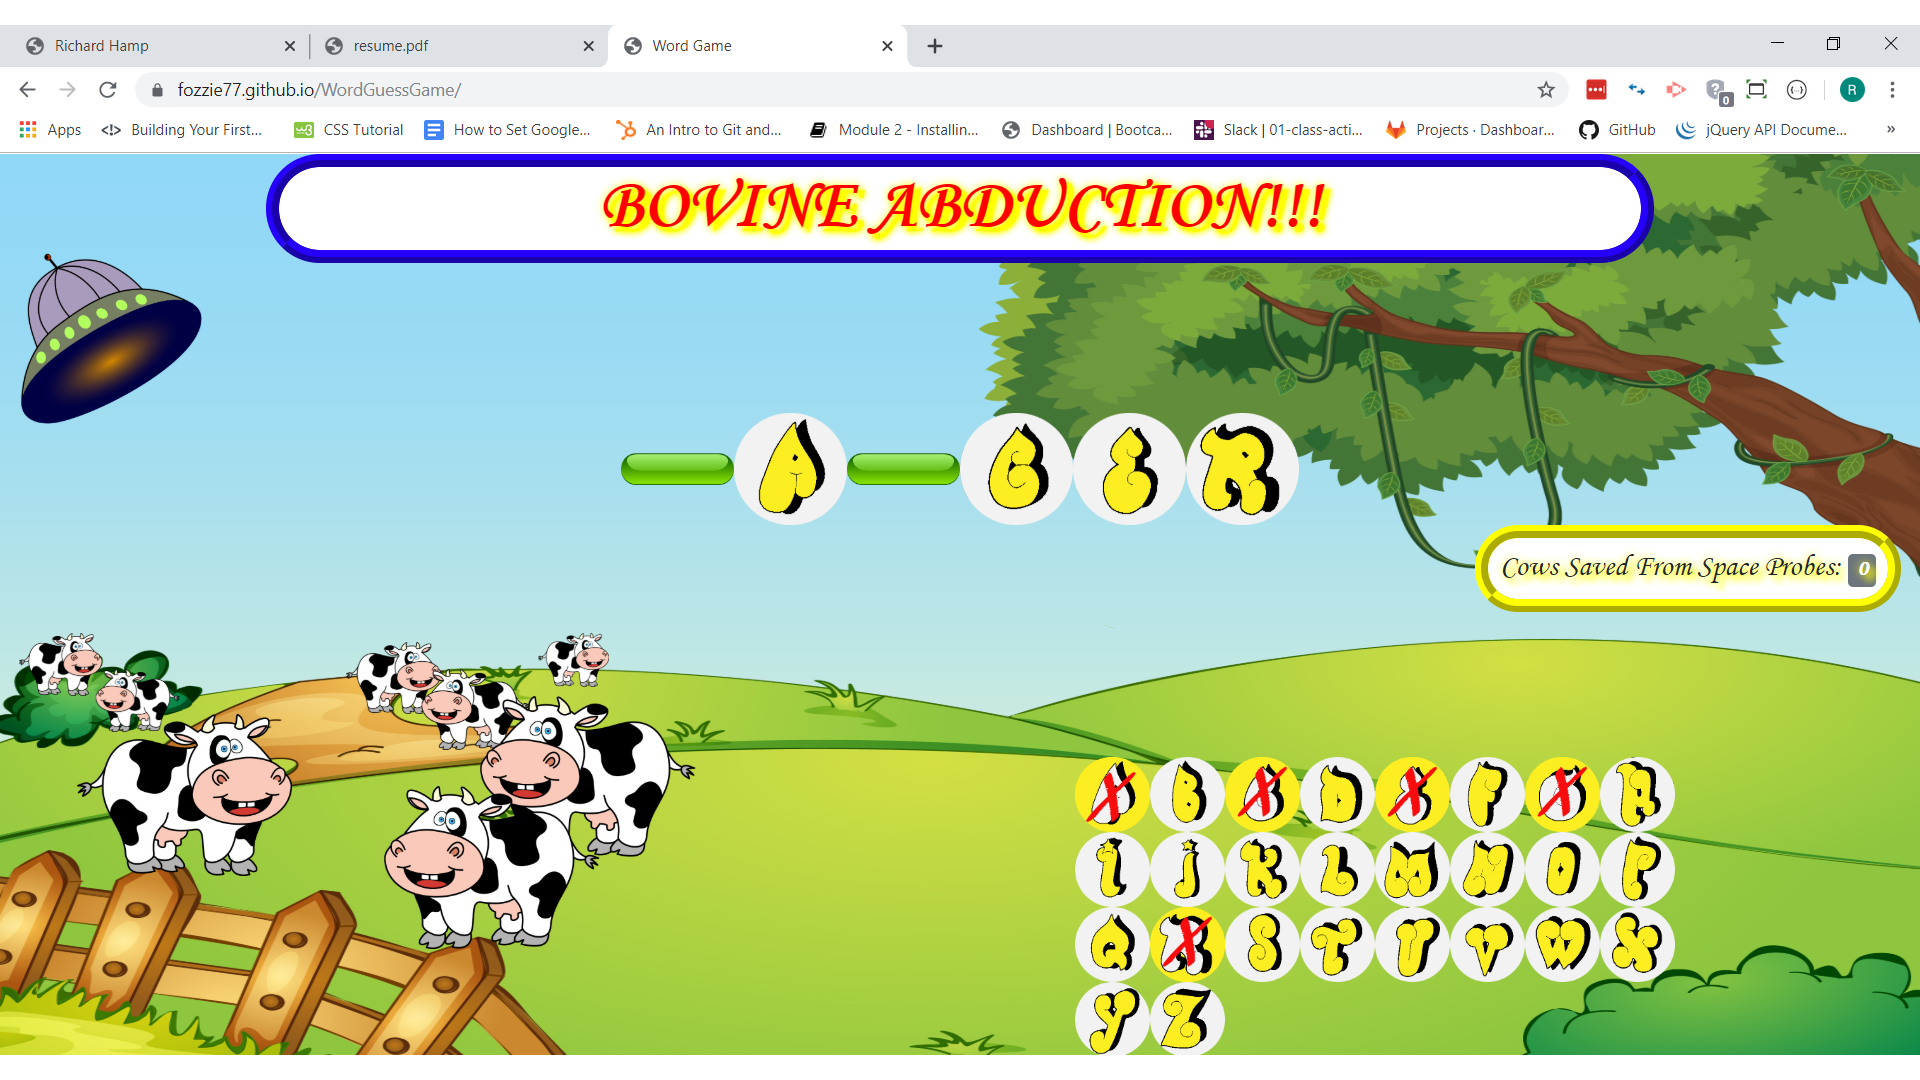 Richard Hamp
resume.pdf
Word Game
fozzie77.github.io/WordGuessGame/
R
0
Apps
Building Your First...
CSS Tutorial
How to Set Google...
An Intro to Git and...
Module 2 - Installin...
Dashboard | Bootca...
Slack | 01-class-acti...
Projects · Dashboar...
GitHub
jQuery API Docume...
»
BOVINE ABDUCTION!!!
A G E R
Cows Saved From Space Probes: 0
A B C D E F G H
I J K L M N O P
Q R S T U V W X
Y Z